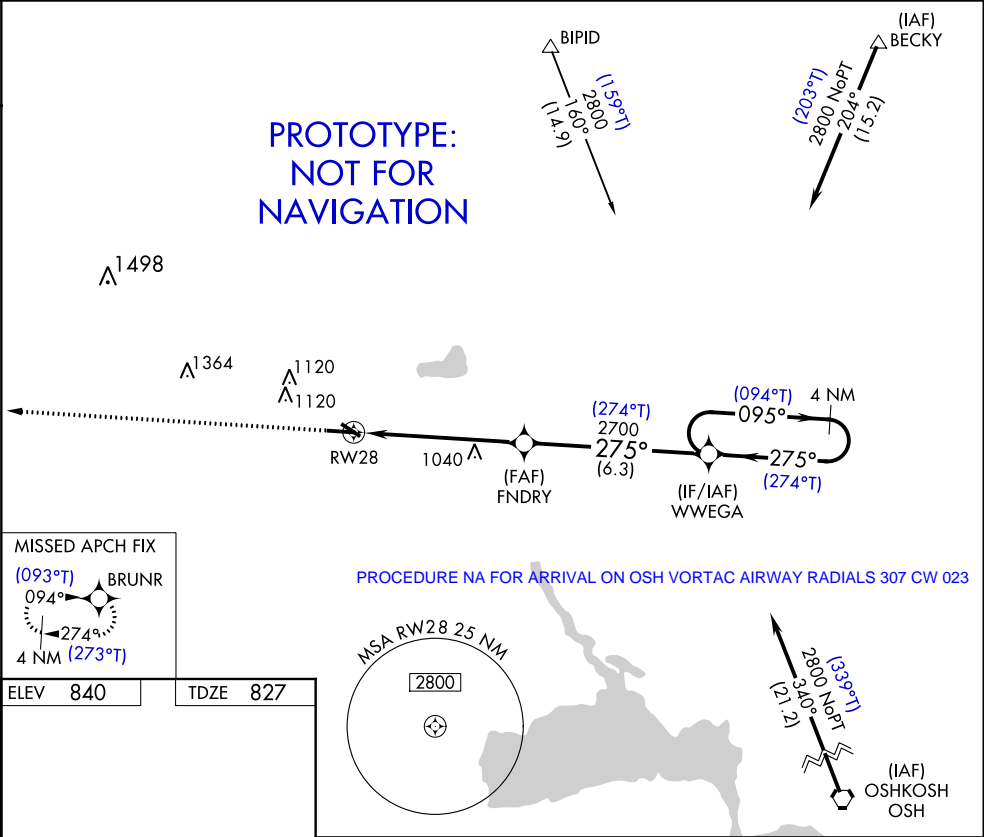 (IAF)
BECKY
BIPID
(159°T)
2800
160°
(14.9)
(203°T)
2800 NoPT
204°
(15.2)
PROTOTYPE:
NOT FOR
NAVIGATION
1498
1364
1120
1120
RW28
1040
(FAF)
FNDRY
(274°T)
2700
275°
(6.3)
(IF/IAF)
WWEGA
(094°T)
095°
4 NM
275°
(274°T)
MISSED APCH FIX
(093°T)
BRUNR
094°
274°
4 NM
(273°T)
PROCEDURE NA FOR ARRIVAL ON OSH VORTAC AIRWAY RADIALS 307 CW 023
MSA RW28 25 NM
2800
(339°T)
2800 NoPT
340°
(21.2)
(IAF)
OSHKOSH
OSH
ELEV 840
TDZE 827